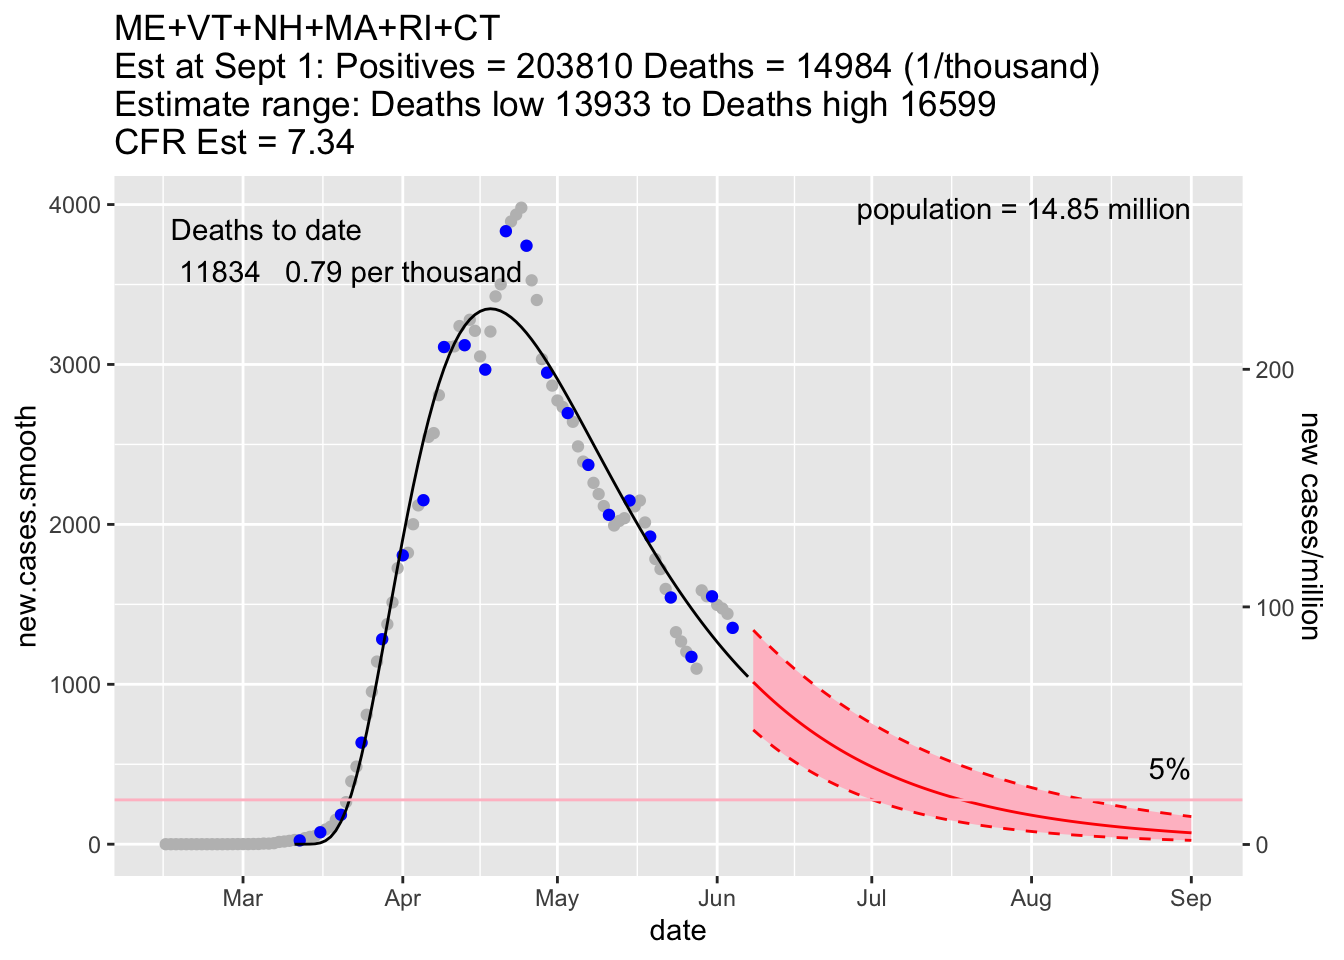 ME+VT+NH+MA+RI+CT
Est at Sept 1: Positives = 203810 Deaths = 14984 (1/thousand)
Estimate range: Deaths low 13933 to Deaths high 16599
CFR Est = 7.34
population = 14.85 million
Deaths to date
11834 0.79 per thousand
5%
4000
3000
2000
1000
0
new.cases.smooth
200
100
0
new cases/million
Mar Apr May Jun Jul Aug Sep
date